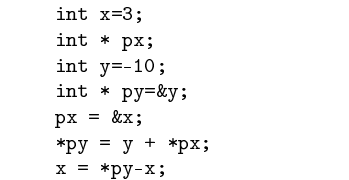 int x=3;
int * px;
int y=-10;
int * py=&y;
px = &x;
*py = y + *px;
x = *py-x;